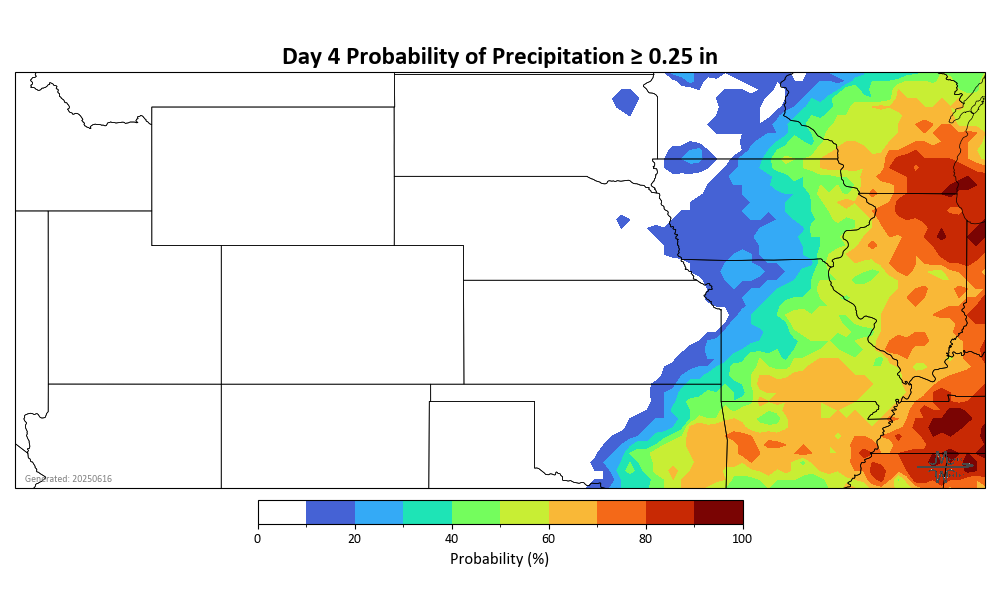 Day 4 Probability of Precipitation ≥ 0.25 in
Generated: 20250616
0 20 40 60 80 100
Probability (%)